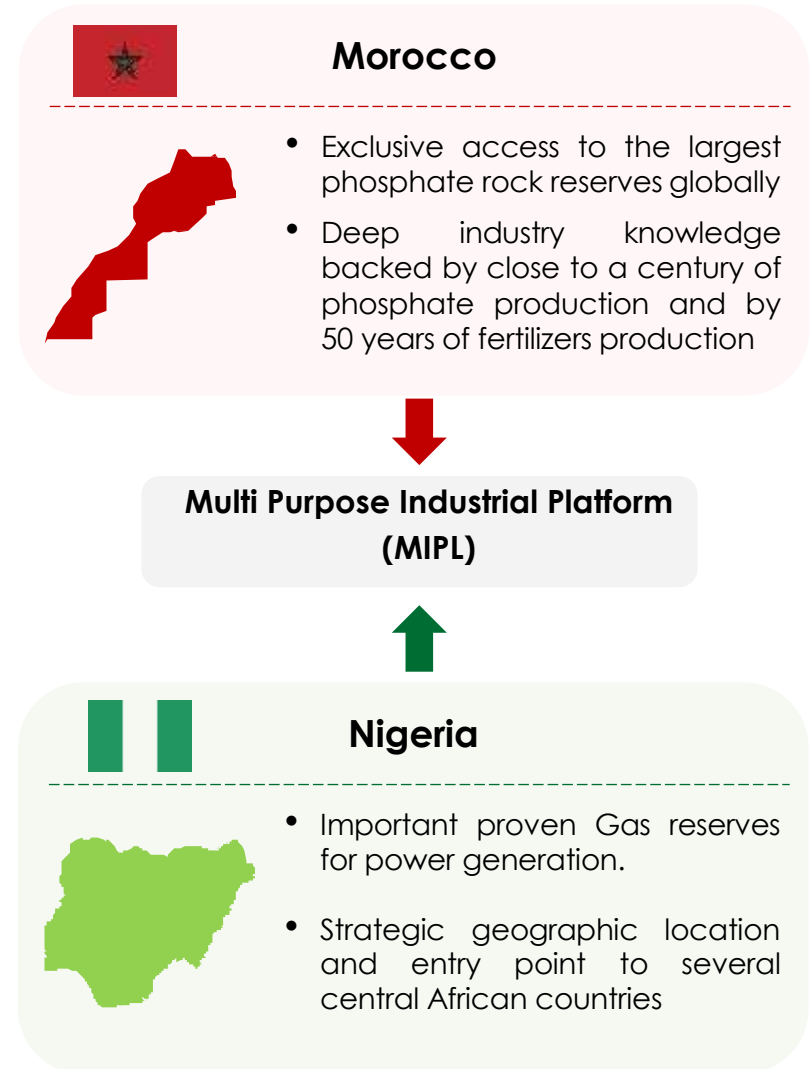 Morocco
• Exclusive access to the largest
phosphate rock reserves globally
• Deep industry knowledge
backed by close to a century of
phosphate production and by
50 years of fertilizers production
Multi Purpose Industrial Platform
(MIPL)
Nigeria
• Important proven Gas reserves
for power generation.
• Strategic geographic location
and entry point to several
central African countries